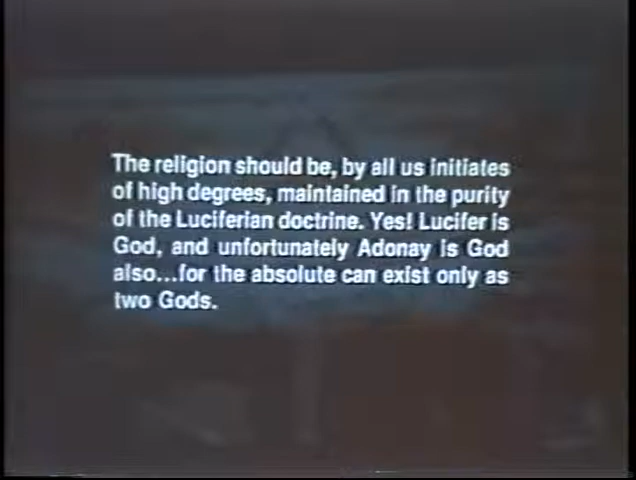 The religion should be, by all us initiates
of high degrees, maintained in the purity
of the Luciferian doctrine. Yes! Lucifer is
God, and unfortunately Adonay is God
also...for the absolute can exist only as
two Gods.